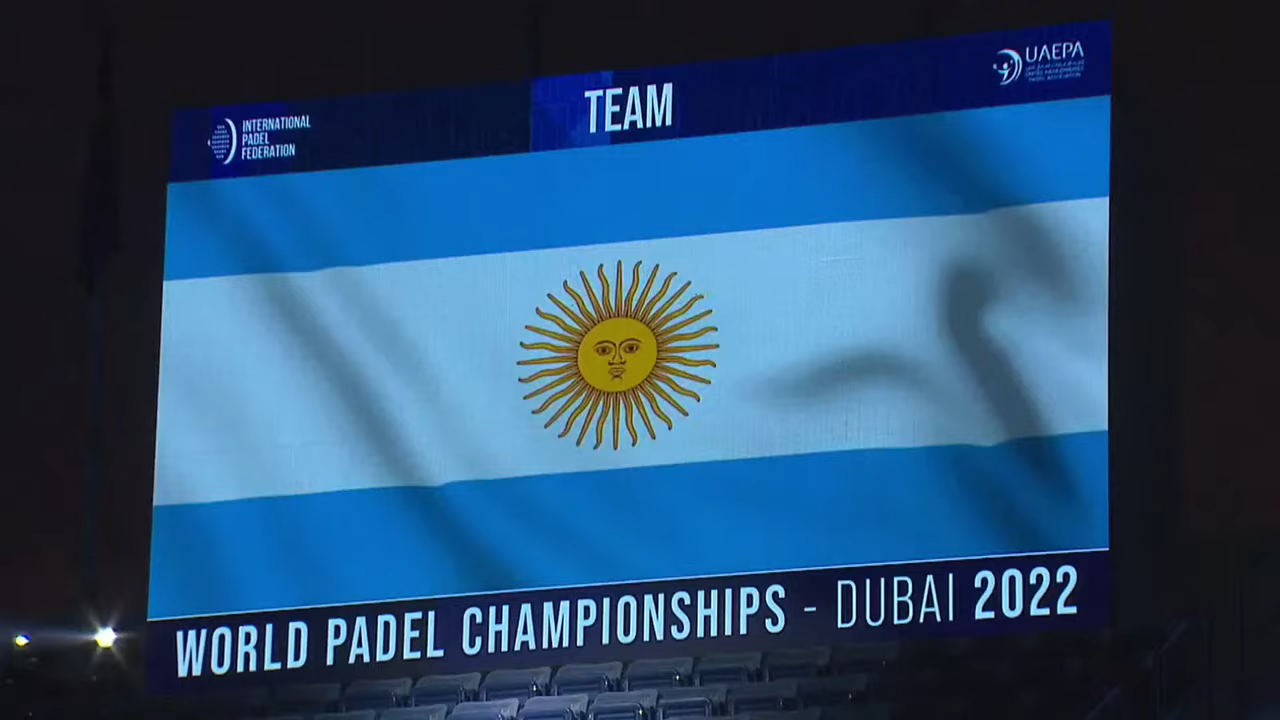 TEAM
INTERNATIONAL
PADEL
FEDERATION
UAEPA
WORLD PADEL CHAMPIONSHIPS - DUBAI 2022